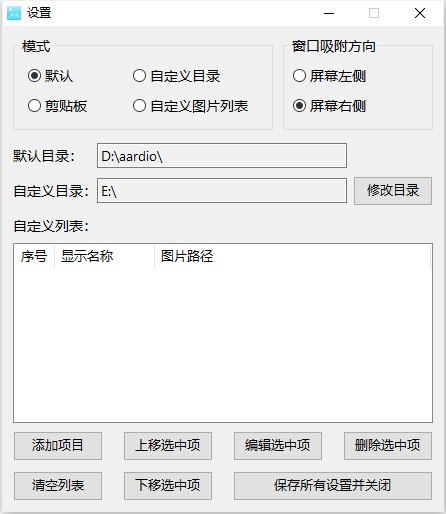 设置
模式
默认 自定义目录
剪贴板 自定义图片列表
窗口吸附方向
屏幕左侧
屏幕右侧
默认目录： D:\aardio\
自定义目录： E:\ 修改目录
自定义列表：
序号 显示名称 图片路径
添加项目 上移选中项 编辑选中项 删除选中项
清空列表 下移选中项 保存所有设置并关闭